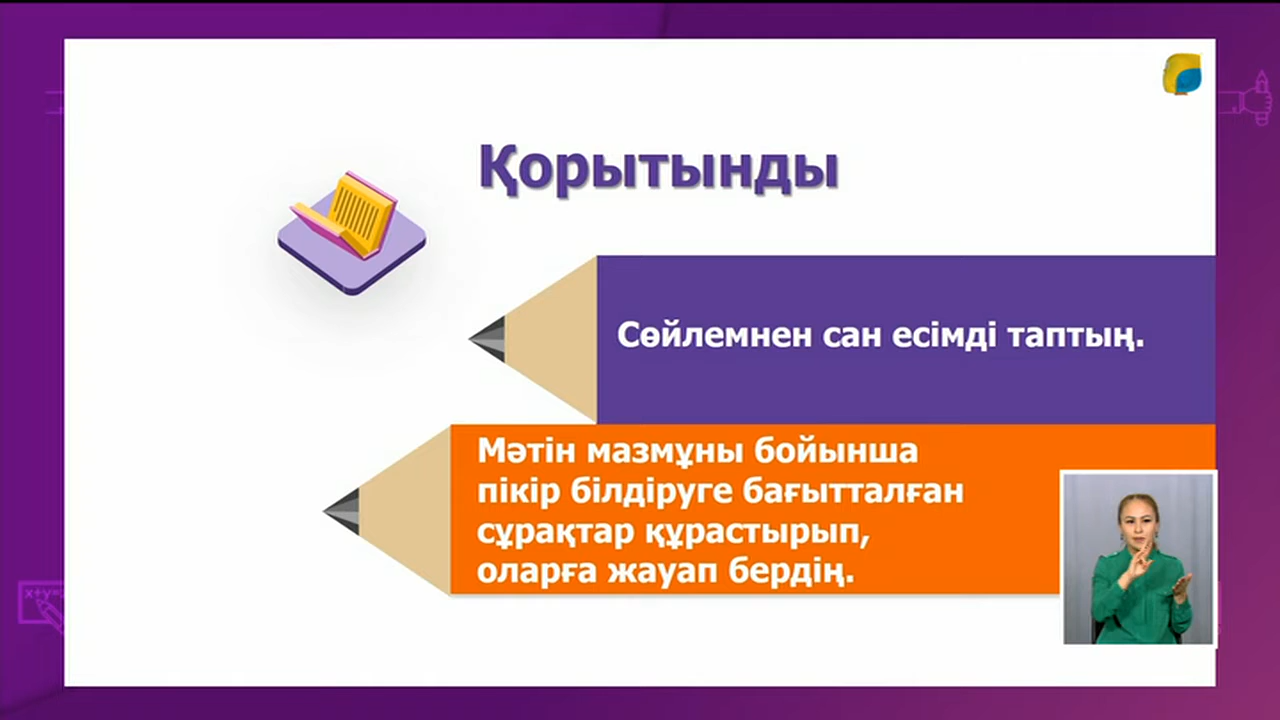 Қорытынды
Сөйлемнен сан есімді таптың.
Мәтін мазмұны бойынша
пікір білдіруге бағытталған
сұрақтар құрастырып,
оларға жауап бердің.
x+y=